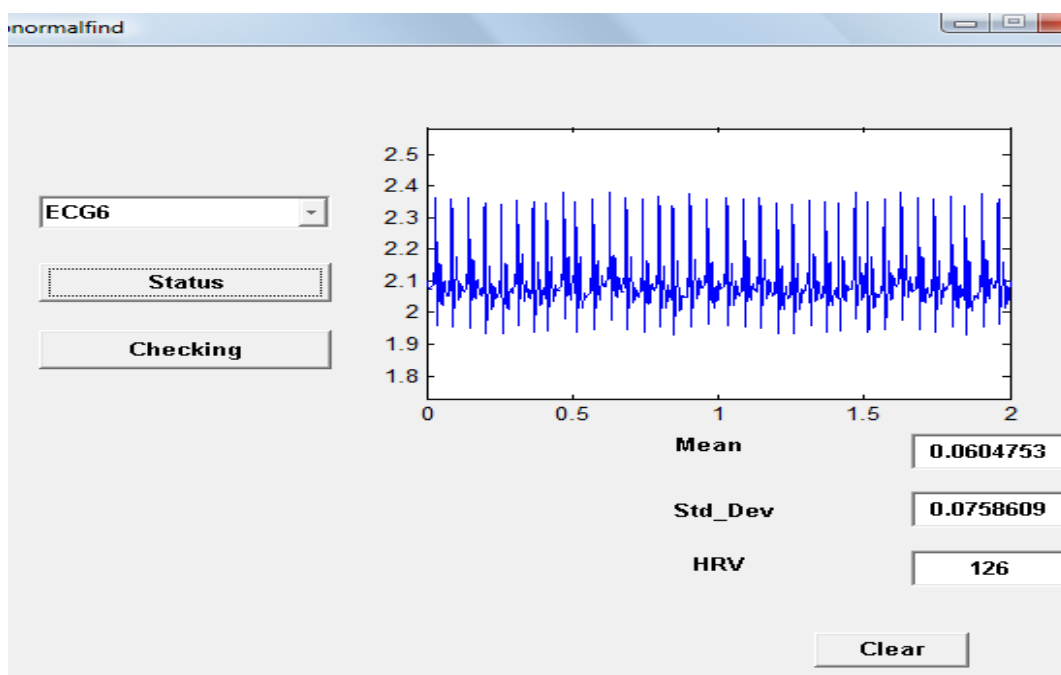 normalfind
2.5
2.4
2.3
2.2
2.1
2
1.9
1.8
0 0.5 1 1.5 2
ECG6
Status
Checking
Mean 0.0604753
Std_Dev 0.0758609
HRV 126
Clear